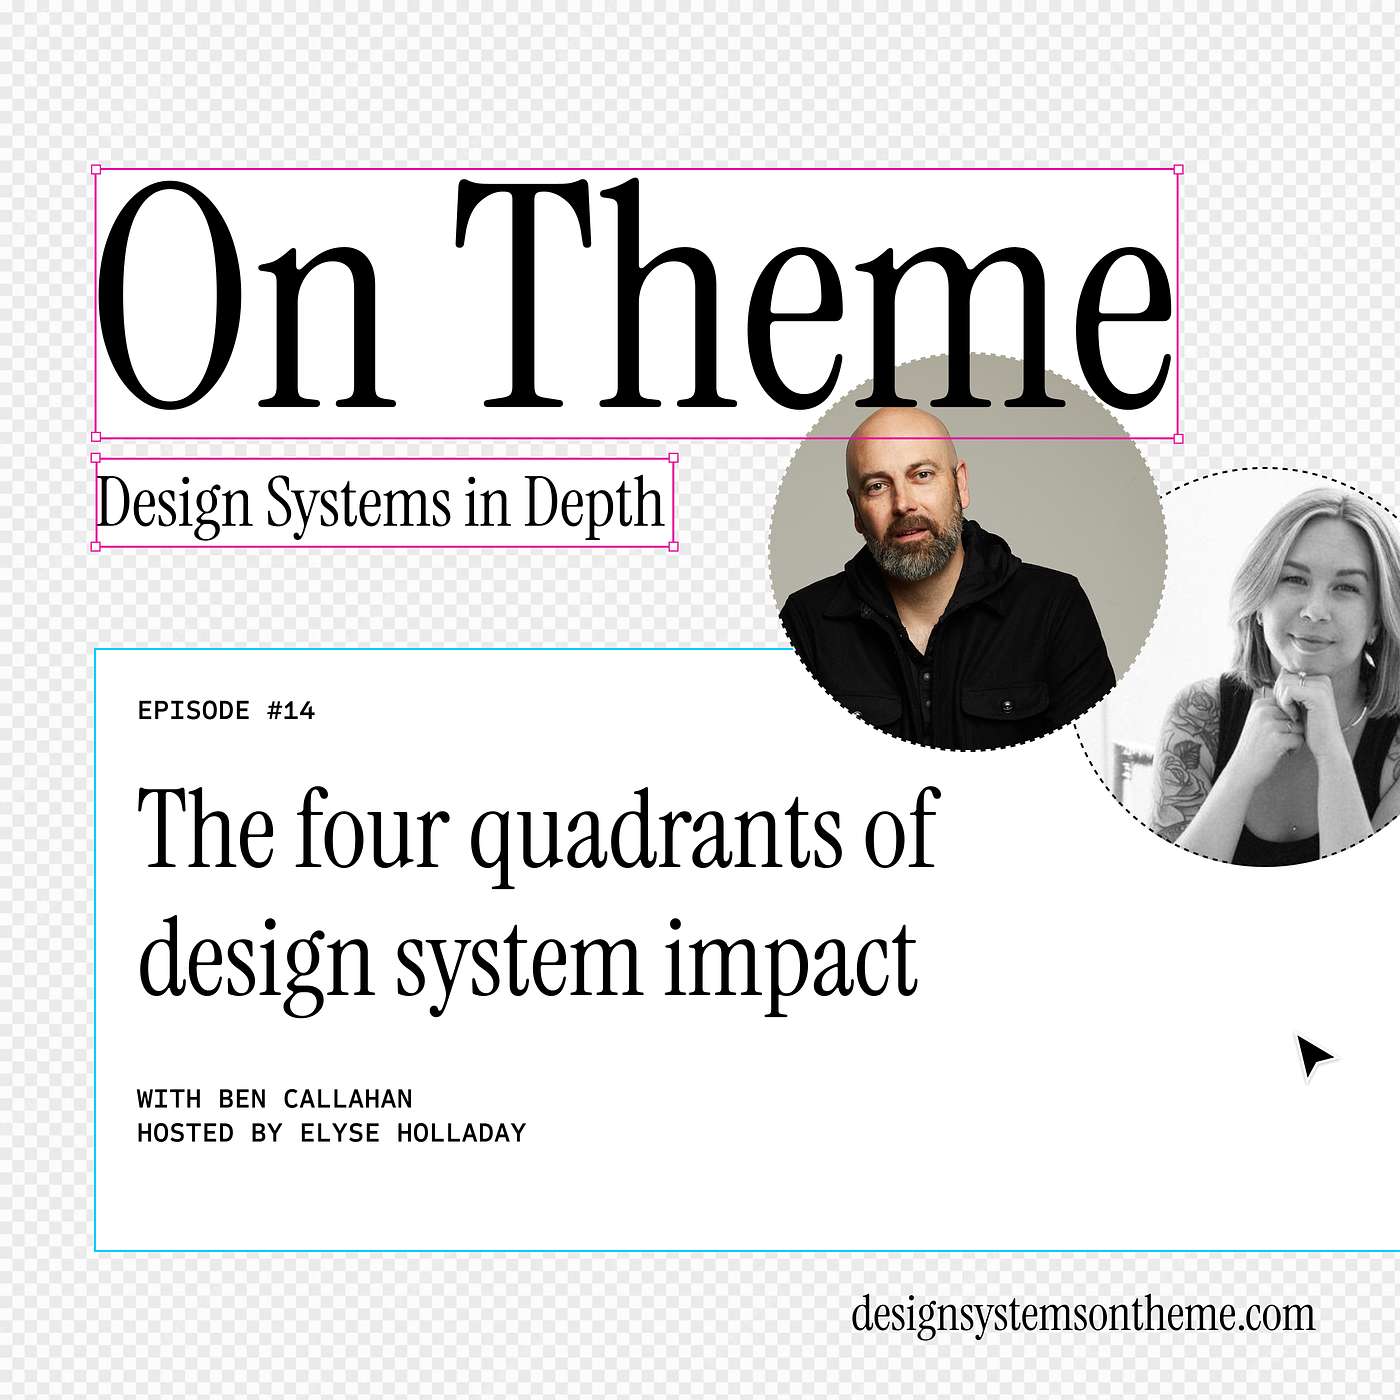 On Theme
Design Systems in Depth
EPISODE #14
The four quadrants of
design system impact
WITH BEN CALLAHAN
HOSTED BY ELYSE HOLLADAY
designsystemsontheme.com